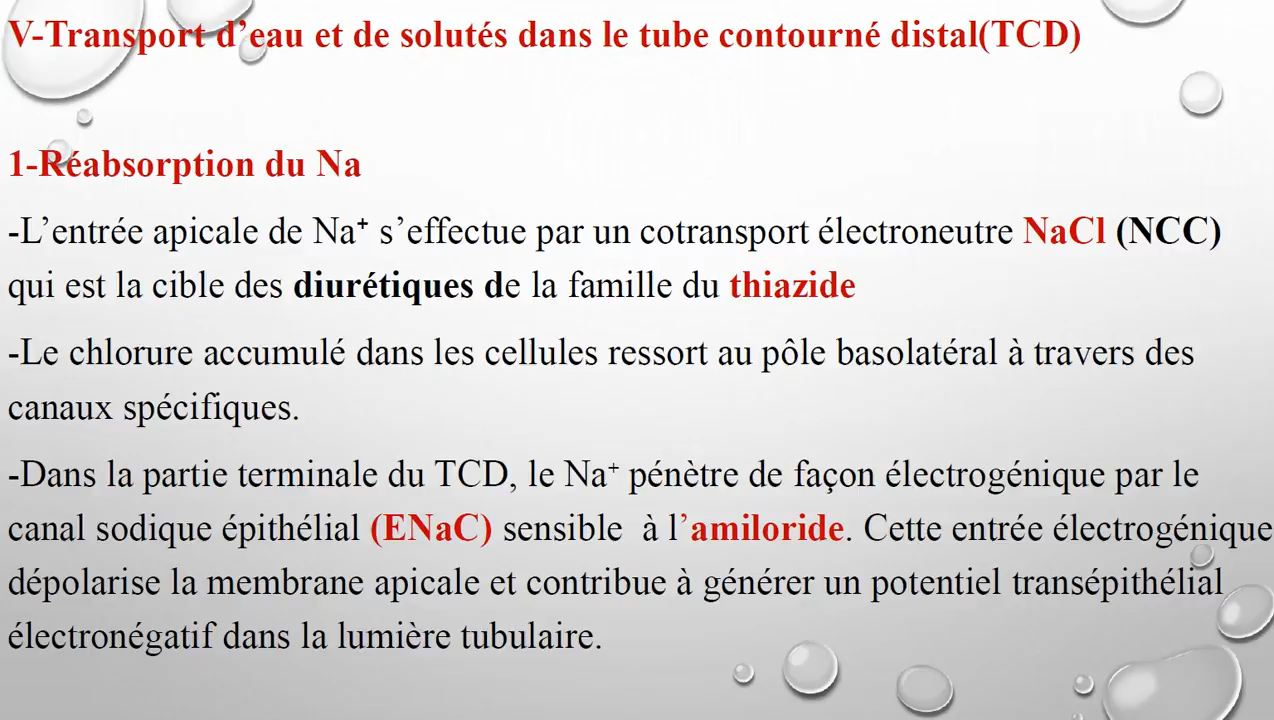 V-Transport d’eau et de solutés dans le tube contourné distal(TCD)
1-Réabsorption du Na
-L’entrée apicale de Na⁺ s’effectue par un cotransport électroneutre NaCl (NCC)
qui est la cible des diurétiques de la famille du thiazide
-Le chlorure accumulé dans les cellules ressort au pôle basolatéral à travers des
canaux spécifiques.
-Dans la partie terminale du TCD, le Na⁺ pénètre de façon électrogénique par le
canal sodique épithélial (ENaC) sensible à l’amiloride. Cette entrée électrogénique
dépolarise la membrane apicale et contribue à générer un potentiel transépithélial
électronégatif dans la lumière tubulaire.